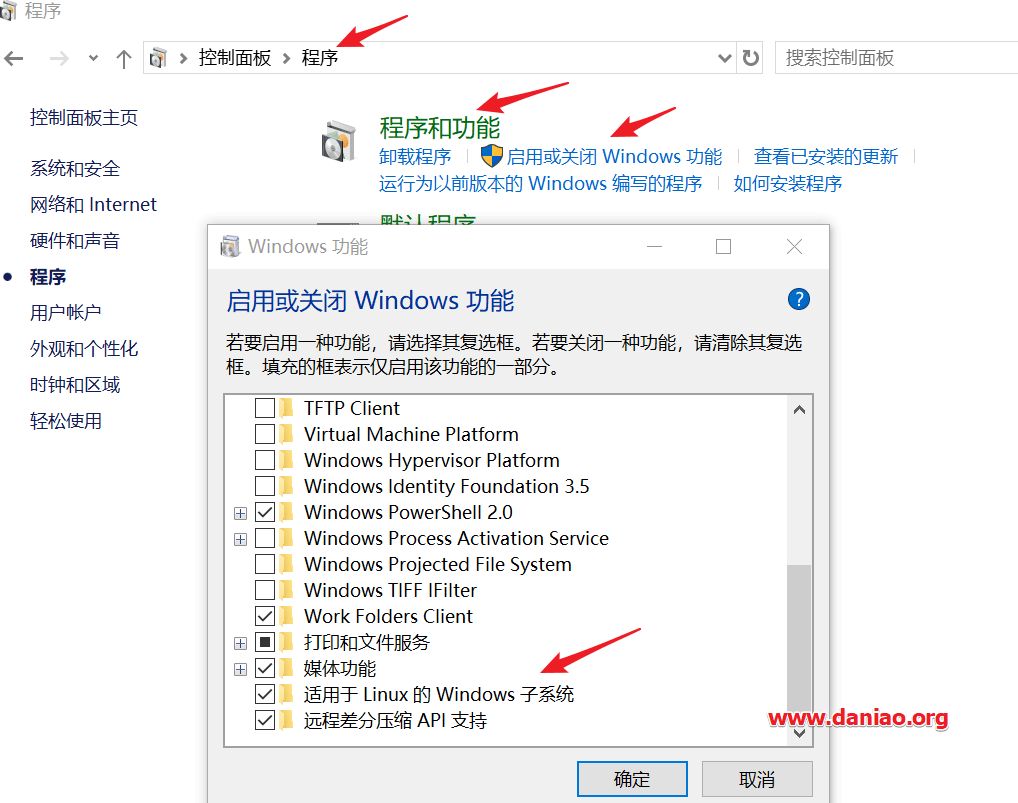 程序
控制面板 程序
搜索控制面板
控制面板主页
系统和安全
网络和 Internet
硬件和声音
程序
用户帐户
外观和个性化
时钟和区域
轻松使用
程序和功能
卸载程序 启用或关闭 Windows 功能 查看已安装的更新
运行为以前版本的 Windows 编写的程序 如何安装程序
默认程序
Windows 功能
启用或关闭 Windows 功能
若要启用一种功能，请选择其复选框。若要关闭一种功能，请清除其复选
框。填充的框表示仅启用该功能的一部分。
TFTP Client
Virtual Machine Platform
Windows Hypervisor Platform
Windows Identity Foundation 3.5
Windows PowerShell 2.0
Windows Process Activation Service
Windows Projected File System
Windows TIFF IFilter
Work Folders Client
打印和文件服务
媒体功能
适用于 Linux 的 Windows 子系统
远程差分压缩 API 支持
www.daniao.org
确定 取消